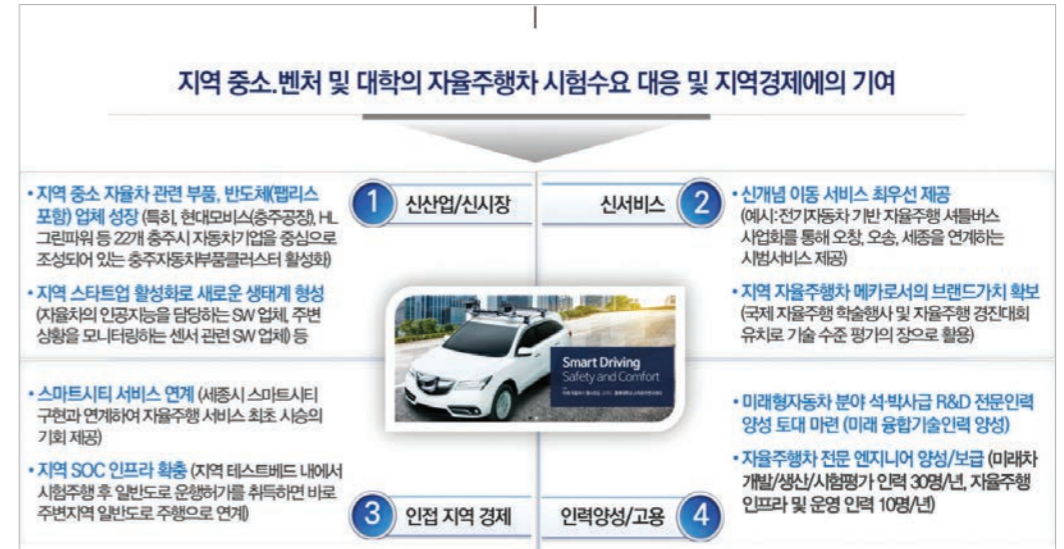 지역 중소.벤처 및 대학의 자율주행차 시험수요 대응 및 지역경제에의 기여
1 신산업/신시장
• 지역 중소 자율차 관련 부품, 반도체(팹리스
포함) 업체 성장 (특히, 현대모비스(충주공장), HL
그린파워 등 22개 충주시 자동차기업을 중심으로
조성되어 있는 충주자동차부품클러스터 활성화)
• 지역 스타트업 활성화로 새로운 생태계 형성
(자율차의 인공지능을 담당하는 SW 업체, 주변
상황을 모니터링하는 센서 관련 SW 업체) 등
신서비스 2
• 신개념 이동 서비스 최우선 제공
(예시:전기자동차 기반 자율주행 셔틀버스
사업화를 통해 오창, 오송, 세종을 연계하는
시범서비스 제공)
• 지역 자율주행차 메카로서의 브랜드가치 확보
(국제 자율주행 학술행사 및 자율주행 경진대회
유치로 기술 수준 평가의 장으로 활용)
Smart Driving
Safety and Comfort
• 스마트시티 서비스 연계 (세종시 스마트시티
구현과 연계하여 자율주행 서비스 최초 시승의
기회 제공)
• 지역 SOC 인프라 확충 (지역 테스트베드 내에서
시험주행 후 일반도로 운행허가를 취득하면 바로
주변지역 일반도로 주행으로 연계)
3 인접 지역 경제
• 미래형자동차 분야 석·박사급 R&D 전문인력
양성 토대 마련 (미래 융합기술인력 양성)
• 자율주행차 전문 엔지니어 양성/보급 (미래차
개발/생산/시험평가 인력 30명/년, 자율주행
인프라 및 운영 인력 10명/년)
인력양성/고용 4